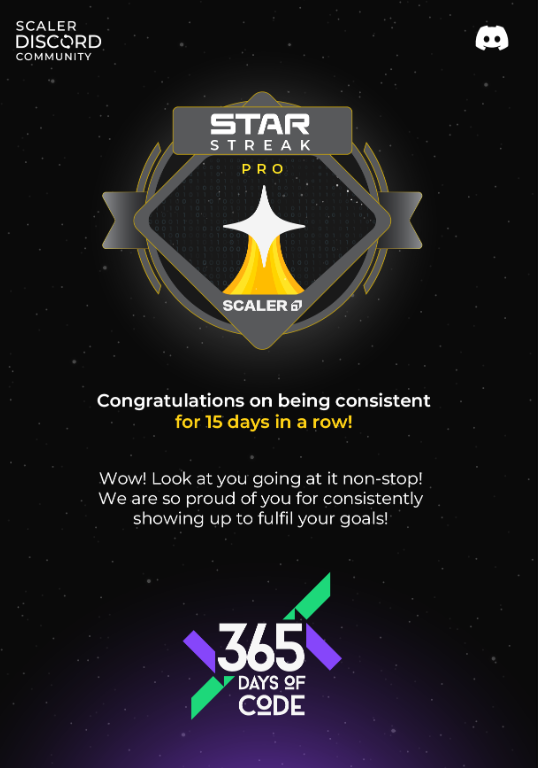 SCALER
DISCORD
COMMUNITY
STAR
STREAK
PRO
SCALER
Congratulations on being consistent
for 15 days in a row!
Wow! Look at you going at it non-stop!
We are so proud of you for consistently
showing up to fulfil your goals!
365
DAYS OF
CODE